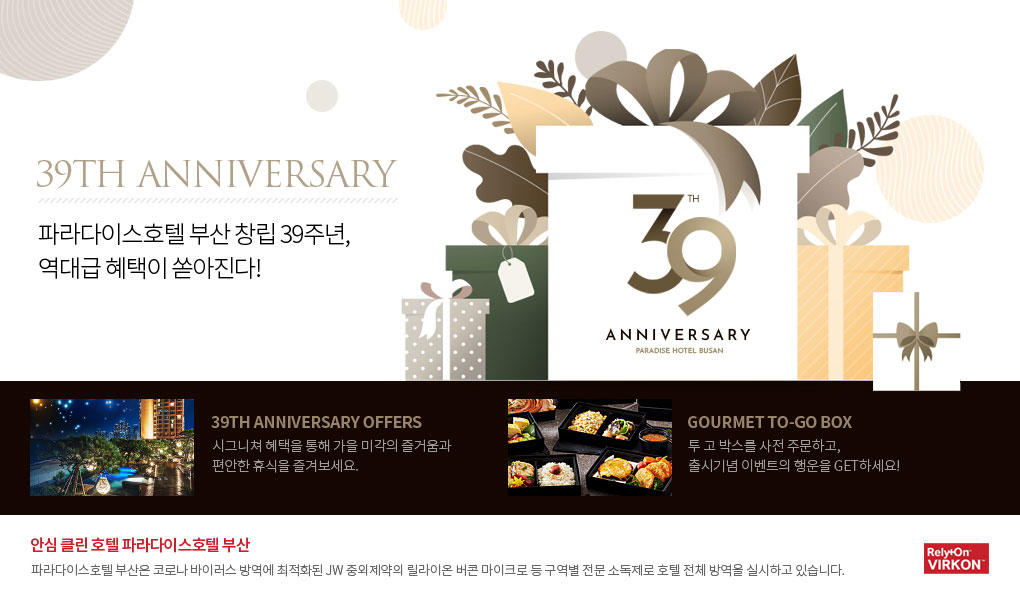 39TH ANNIVERSARY
파라다이스호텔 부산 창립 39주년,
역대급 혜택이 쏟아진다!
39TH
ANNIVERSARY
PARADISE HOTEL BUSAN
39TH ANNIVERSARY OFFERS
시그니쳐 혜택을 통해 가을 미각의 즐거움과
편안한 휴식을 즐겨보세요.
GOURMET TO-GO BOX
투 고 박스를 사전 주문하고,
출시기념 이벤트의 행운을 GET하세요!
안심 클린 호텔 파라다이스호텔 부산
파라다이스호텔 부산은 코로나 바이러스 방역에 최적화된 JW 중외제약의 릴라이온 버콘 마이크로 등 구역별 전문 소독제로 호텔 전체 방역을 실시하고 있습니다.
Rely+On™
VIRKON™